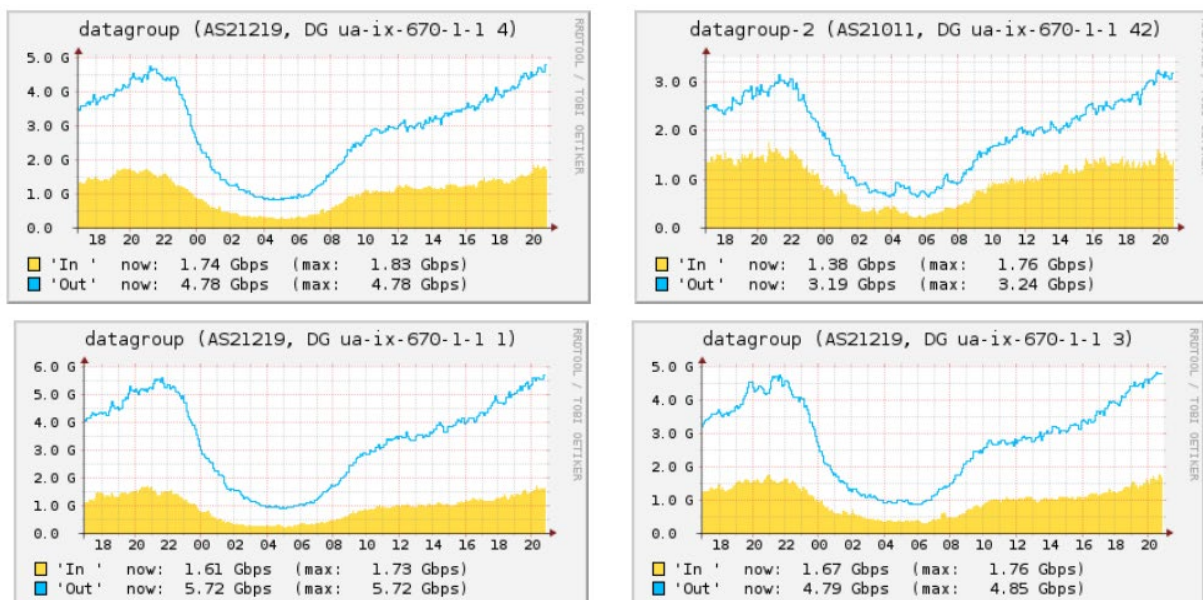 datagroup (AS21219, DG ua-ix-670-1-1 4)
RRDTOOL / TOBI OETIKER
5.0 G
4.0 G
3.0 G
2.0 G
1.0 G
0.0
18 20 22 00 02 04 06 08 10 12 14 16 18 20
'In ' now: 1.74 Gbps (max: 1.83 Gbps)
'Out' now: 4.78 Gbps (max: 4.78 Gbps)
datagroup-2 (AS21011, DG ua-ix-670-1-1 42)
3.0 G
2.0 G
1.0 G
0.0
18 20 22 00 02 04 06 08 10 12 14 16 18 20
'In ' now: 1.38 Gbps (max: 1.76 Gbps)
'Out' now: 3.19 Gbps (max: 3.24 Gbps)
datagroup (AS21219, DG ua-ix-670-1-1 1)
RRDTOOL / TOBI OETIKER
6.0 G
5.0 G
4.0 G
3.0 G
2.0 G
1.0 G
0.0
18 20 22 00 02 04 06 08 10 12 14 16 18 20
'In ' now: 1.61 Gbps (max: 1.73 Gbps)
'Out' now: 5.72 Gbps (max: 5.72 Gbps)
datagroup (AS21219, DG ua-ix-670-1-1 3)
RRDTOOL / TOBI OETIKER
5.0 G
4.0 G
3.0 G
2.0 G
1.0 G
0.0
18 20 22 00 02 04 06 08 10 12 14 16 18 20
'In ' now: 1.67 Gbps (max: 1.76 Gbps)
'Out' now: 4.79 Gbps (max: 4.85 Gbps)